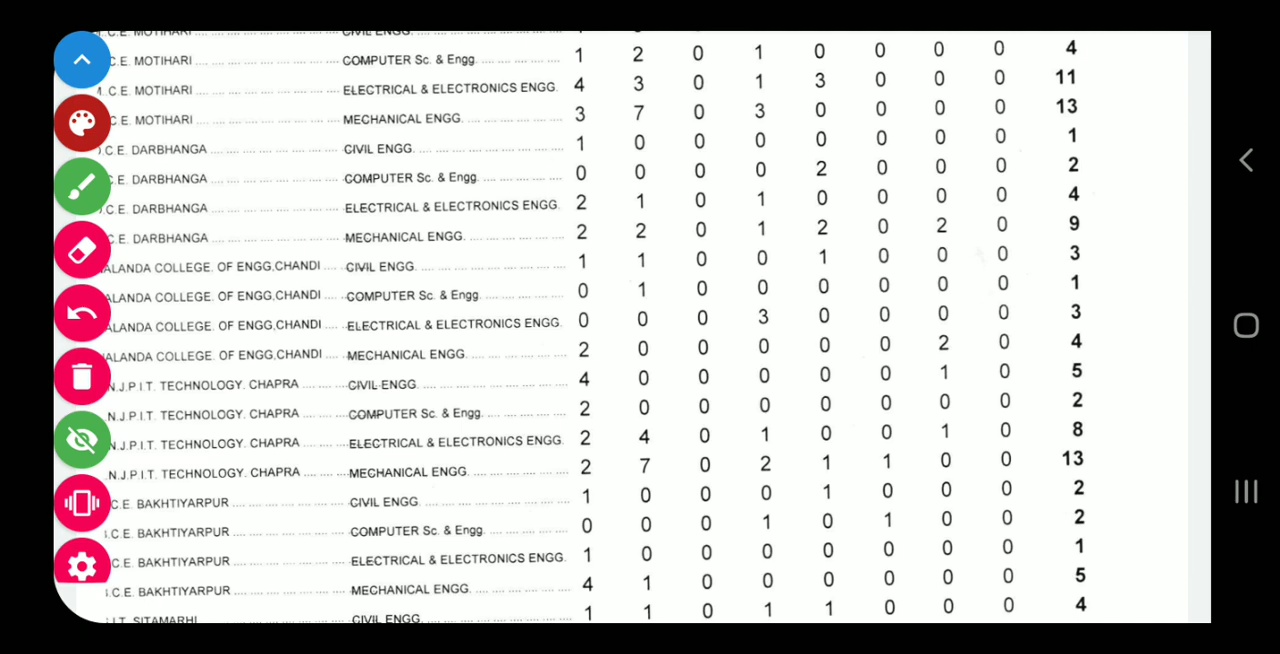 .C.E. MOTIHARI ... CIVIL ENGG.
.C.E. MOTIHARI ... COMPUTER Sc. & Engg. ... 1 2 0 1 0 0 0 0 4
.C.E. MOTIHARI ... ELECTRICAL & ELECTRONICS ENGG. 4 3 0 1 3 0 0 0 11
.C.E. MOTIHARI ... MECHANICAL ENGG. ... 3 7 0 3 0 0 0 0 13
.C.E. DARBHANGA ... CIVIL ENGG. ... 1 0 0 0 0 0 0 0 1
.C.E. DARBHANGA ... COMPUTER Sc. & Engg. ... 0 0 0 0 2 0 0 0 2
.C.E. DARBHANGA ... ELECTRICAL & ELECTRONICS ENGG. 2 1 0 1 0 0 0 0 4
.C.E. DARBHANGA ... MECHANICAL ENGG. ... 2 2 0 1 2 0 2 0 9
ALANDA COLLEGE. OF ENGG,CHANDI ... CIVIL ENGG. ... 1 1 0 0 1 0 0 0 3
ALANDA COLLEGE. OF ENGG,CHANDI ... COMPUTER Sc. & Engg. ... 0 1 0 0 0 0 0 0 1
ALANDA COLLEGE. OF ENGG,CHANDI ... ELECTRICAL & ELECTRONICS ENGG. 0 0 0 3 0 0 0 0 3
ALANDA COLLEGE. OF ENGG,CHANDI ... MECHANICAL ENGG. ... 2 0 0 0 0 0 2 0 4
N.J.P.I.T. TECHNOLOGY. CHAPRA ... CIVIL ENGG. ... 4 0 0 0 0 0 1 0 5
N.J.P.I.T. TECHNOLOGY. CHAPRA ... COMPUTER Sc. & Engg. ... 2 0 0 0 0 0 0 0 2
N.J.P.I.T. TECHNOLOGY. CHAPRA ... ELECTRICAL & ELECTRONICS ENGG. 2 4 0 1 0 0 1 0 8
N.J.P.I.T. TECHNOLOGY. CHAPRA ... MECHANICAL ENGG. ... 2 7 0 2 1 1 0 0 13
.C.E. BAKHTIYARPUR ... CIVIL ENGG. ... 1 0 0 0 1 0 0 0 2
.C.E. BAKHTIYARPUR ... COMPUTER Sc. & Engg. ... 0 0 0 1 0 1 0 0 2
.C.E. BAKHTIYARPUR ... ELECTRICAL & ELECTRONICS ENGG. 1 0 0 0 0 0 0 0 1
.C.E. BAKHTIYARPUR ... MECHANICAL ENGG. ... 4 1 0 0 0 0 0 0 5
.I.T. SITAMARHI ... CIVIL ENGG. ... 1 1 0 1 1 0 0 0 4